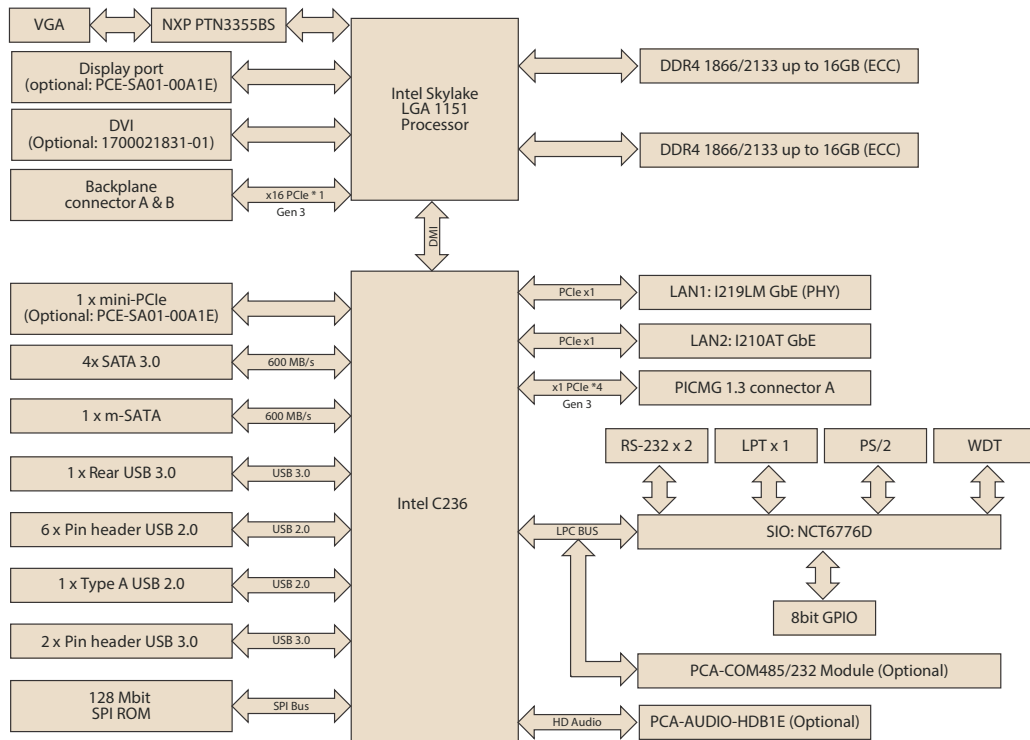 VGA
NXP PTN3355BS
Display port
(optional: PCE-SA01-00A1E)
DVI
(Optional: 1700021831-01)
Backplane
connector A & B
x16 PCIe * 1
Gen 3
Intel Skylake
LGA 1151
Processor
DDR4 1866/2133 up to 16GB (ECC)
DDR4 1866/2133 up to 16GB (ECC)
DMI
1 x mini-PCIe
(Optional: PCE-SA01-00A1E)
4x SATA 3.0
600 MB/s
1 x m-SATA
600 MB/s
1 x Rear USB 3.0
USB 3.0
6 x Pin header USB 2.0
USB 2.0
1 x Type A USB 2.0
USB 2.0
2 x Pin header USB 3.0
USB 3.0
128 Mbit
SPI ROM
SPI Bus
Intel C236
PCIe x1
LAN1: I219LM GbE (PHY)
PCIe x1
LAN2: I210AT GbE
x1 PCIe *4
Gen 3
PICMG 1.3 connector A
RS-232 x 2
LPT x 1
PS/2
WDT
LPC BUS
SIO: NCT6776D
8bit GPIO
PCA-COM485/232 Module (Optional)
HD Audio
PCA-AUDIO-HDB1E (Optional)